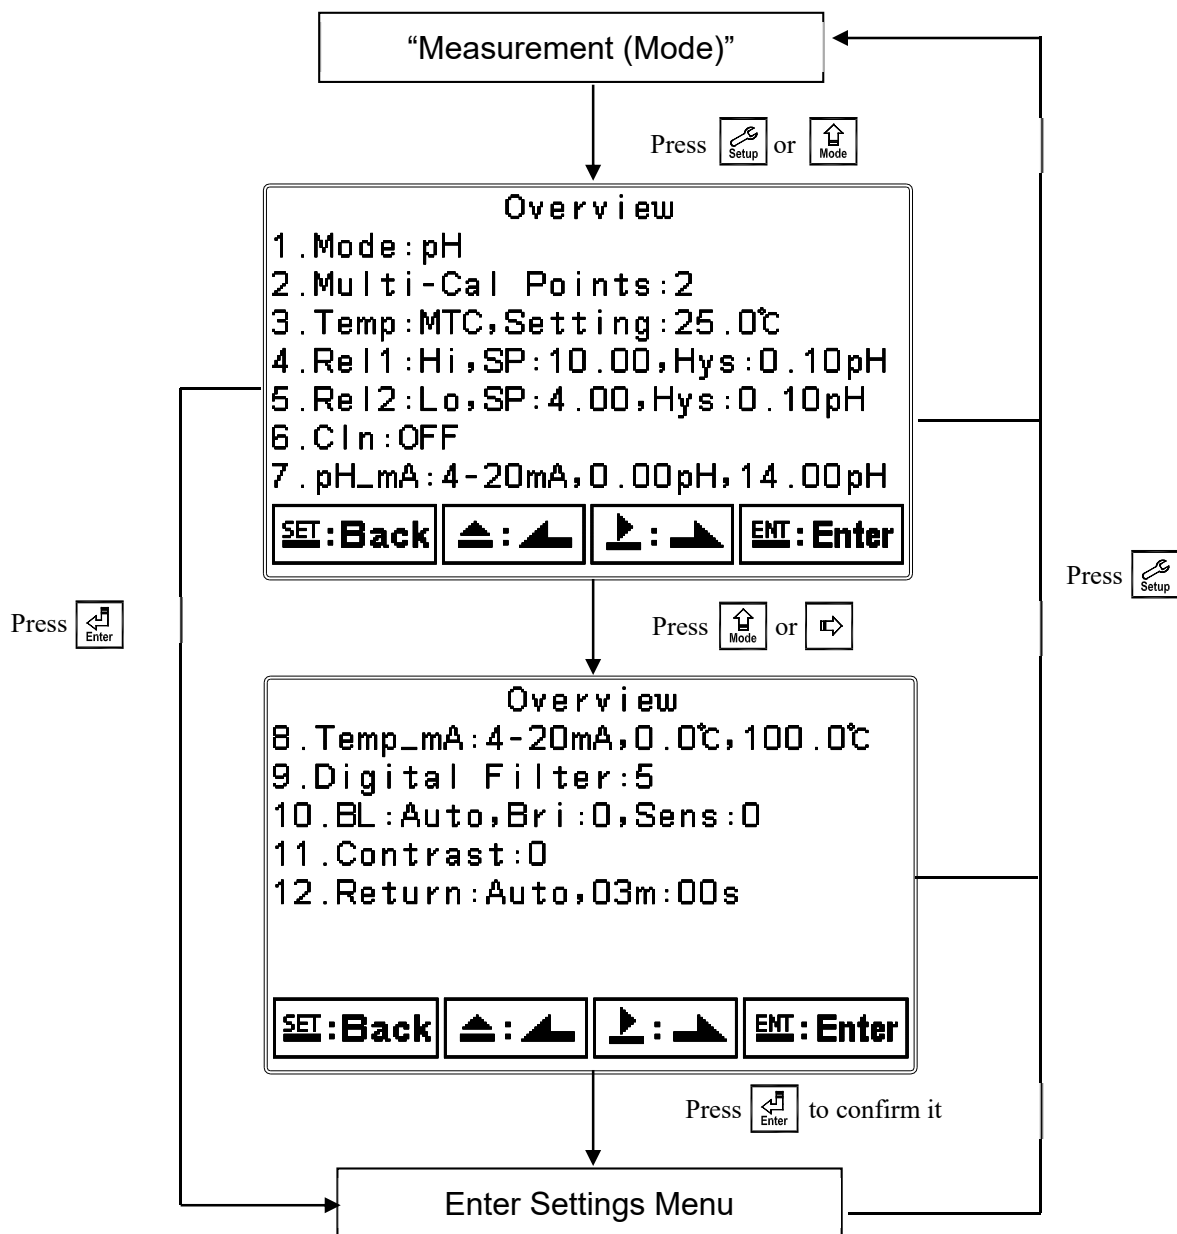 “Measurement (Mode)”
Press Setup or Mode
Overview
1.Mode:pH
2.Multi-Cal Points:2
3.Temp:MTC,Setting:25.0℃
4.Rel1:Hi,SP:10.00,Hys:0.10pH
5.Rel2:Lo,SP:4.00,Hys:0.10pH
6.Cln:OFF
7.pH_mA:4-20mA,0.00pH,14.00pH
SET:Back : : ENT:Enter
Press Enter
Press Mode or
Press Setup
Overview
8.Temp_mA:4-20mA,0.0℃,100.0℃
9.Digital Filter:5
10.BL:Auto,Bri:0,Sens:0
11.Contrast:0
12.Return:Auto,03m:00s
SET:Back : : ENT:Enter
Press Enter to confirm it
Enter Settings Menu